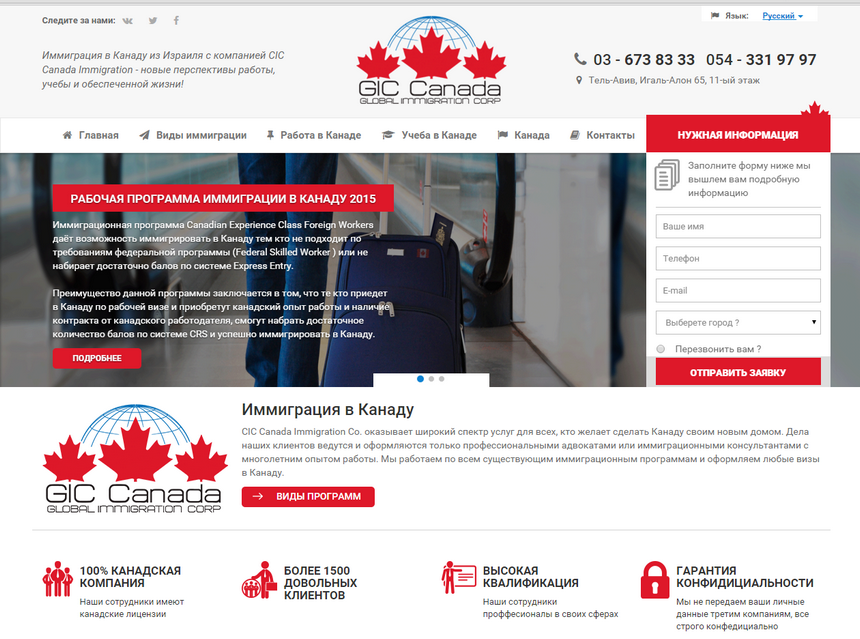 Следите за нами:
Язык: Русский
Иммиграция в Канаду из Израиля с компанией CIC
Canada Immigration - новые перспективы работы,
учебы и обеспеченной жизни!
GIC Canada
GLOBAL IMMIGRATION CORP
03 - 673 83 33 054 - 331 97 97
Тель-Авив, Игаль-Алон 65, 11-ый этаж
Главная Виды иммиграции Работа в Канаде Учеба в Канаде Канада Контакты
НУЖНАЯ ИНФОРМАЦИЯ
Заполните форму ниже мы
вышлем вам подробную
информацию
Ваше имя
Телефон
E-mail
Выберете город ?
Перезвонить вам ?
ОТПРАВИТЬ ЗАЯВКУ
РАБОЧАЯ ПРОГРАММА ИММИГРАЦИИ В КАНАДУ 2015
Иммиграционная программа Canadian Experience Class Foreign Workers
даёт возможность иммигрировать в Канаду тем кто не подходит по
требованиям федеральной программы (Federal Skilled Worker ) или не
набирает достаточно балов по системе Express Entry.
Преимущество данной программы заключается в том, что те кто приедет
в Канаду по рабочей визе и приобретут канадский опыт работы и наличие
контракта от канадского работодателя, смогут набрать достаточное
количество балов по системе CRS и успешно иммигрировать в Канаду.
ПОДРОБНЕЕ
GIC Canada
GLOBAL IMMIGRATION CORP
Иммиграция в Канаду
CIC Canada Immigration Co. оказывает широкий спектр услуг для всех, кто желает сделать Канаду своим новым домом. Дела
наших клиентов ведутся и оформляются только профессиональными адвокатами или иммиграционными консультантами с
многолетним опытом работы. Мы работаем по всем существующим иммиграционным программам и оформляем любые визы
в Канаду.
ВИДЫ ПРОГРАММ
100% КАНАДСКАЯ
КОМПАНИЯ
Наши сотрудники имеют
канадские лицензии
БОЛЕЕ 1500
ДОВОЛЬНЫХ
КЛИЕНТОВ
ВЫСОКАЯ
КВАЛИФИКАЦИЯ
Наши сотрудники
проффесионалы в своих сферах
ГАРАНТИЯ
КОНФИДИЦИАЛЬНОСТИ
Мы не передаем ваши личные
данные третим компаниям, все
строго конфедициально